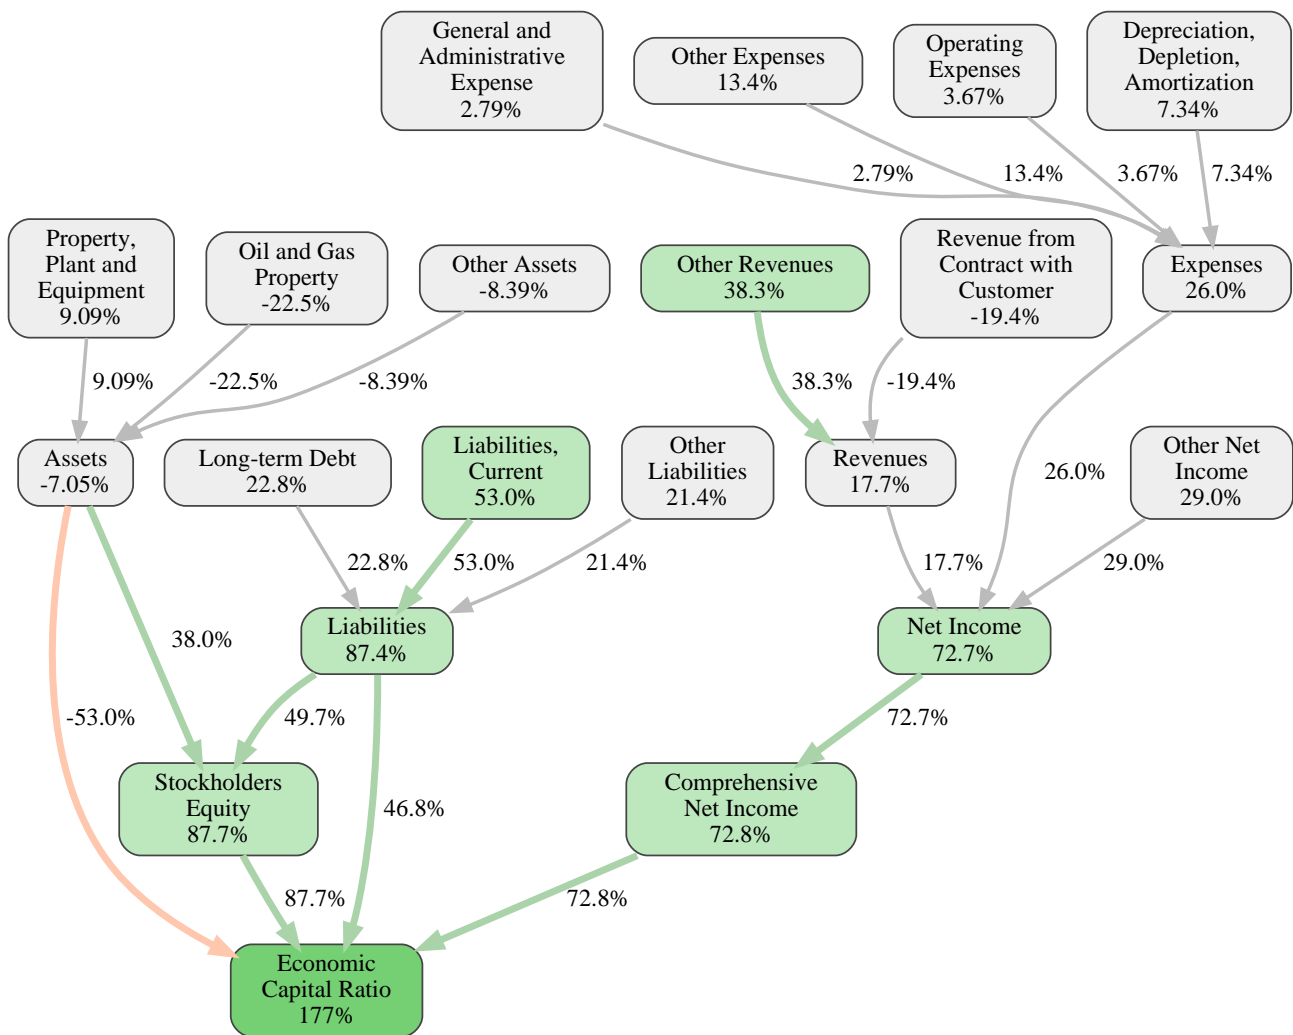 General and
Administrative
Expense
2.79%
Other Expenses
13.4%
Operating
Expenses
3.67%
Depreciation,
Depletion,
Amortization
7.34%
2.79%
13.4%
3.67%
7.34%
Property,
Plant and
Equipment
9.09%
Oil and Gas
Property
-22.5%
Other Assets
-8.39%
Other Revenues
38.3%
Revenue from
Contract with
Customer
-19.4%
Expenses
26.0%
9.09%
-22.5%
-8.39%
38.3%
-19.4%
Assets
-7.05%
Long-term Debt
22.8%
Liabilities,
Current
53.0%
Other
Liabilities
21.4%
Revenues
17.7%
26.0%
Other Net
Income
29.0%
22.8%
53.0%
21.4%
17.7%
29.0%
38.0%
Liabilities
87.4%
Net Income
72.7%
-53.0%
49.7%
72.7%
Stockholders
Equity
87.7%
46.8%
Comprehensive
Net Income
72.8%
87.7%
72.8%
Economic
Capital Ratio
177%